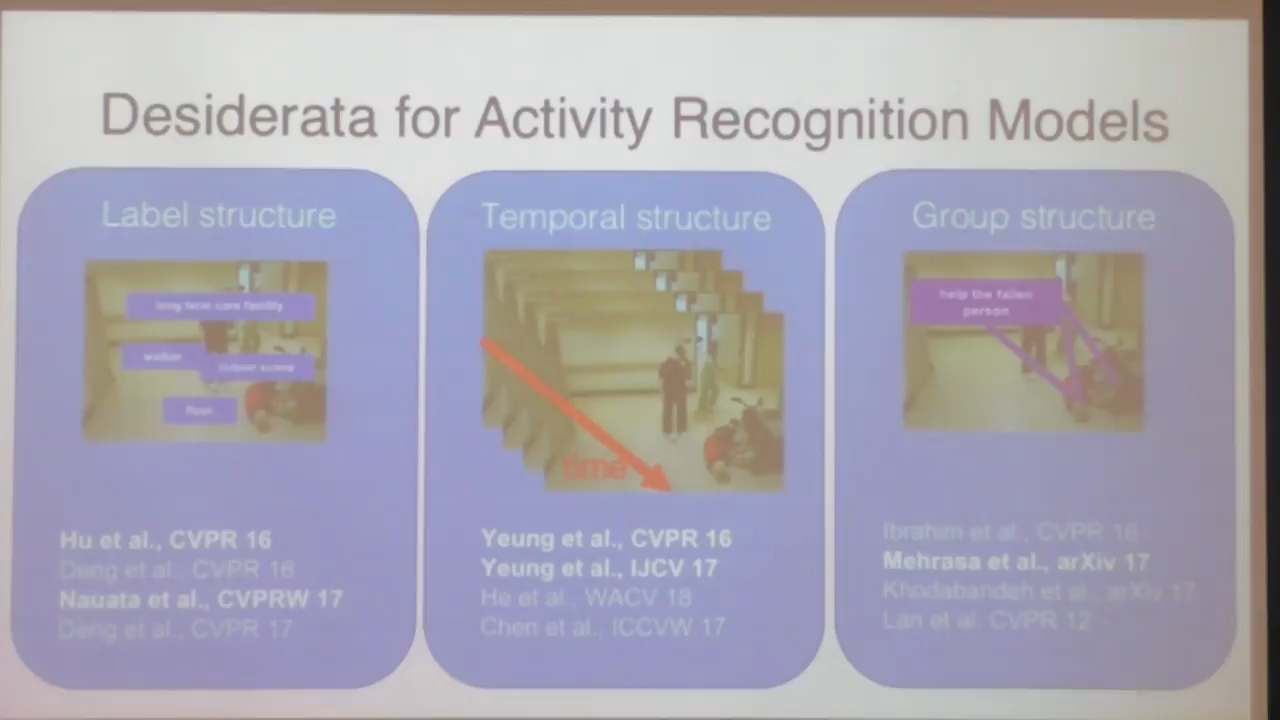 Desiderata for Activity Recognition Models
Label structure
long term care facility
walker
indoor scene
floor
Hu et al., CVPR 16
Deng et al., CVPR 16
Nauata et al., CVPRW 17
Deng et al., CVPR 17
Temporal structure
time
Yeung et al., CVPR 16
Yeung et al., IJCV 17
He et al., WACV 18
Chen et al., ICCVW 17
Group structure
help the fallen
person
Ibrahim et al., CVPR 16
Mehrasa et al., arXiv 17
Khodabandeh et al., arXiv 17
Lan et al. CVPR 12